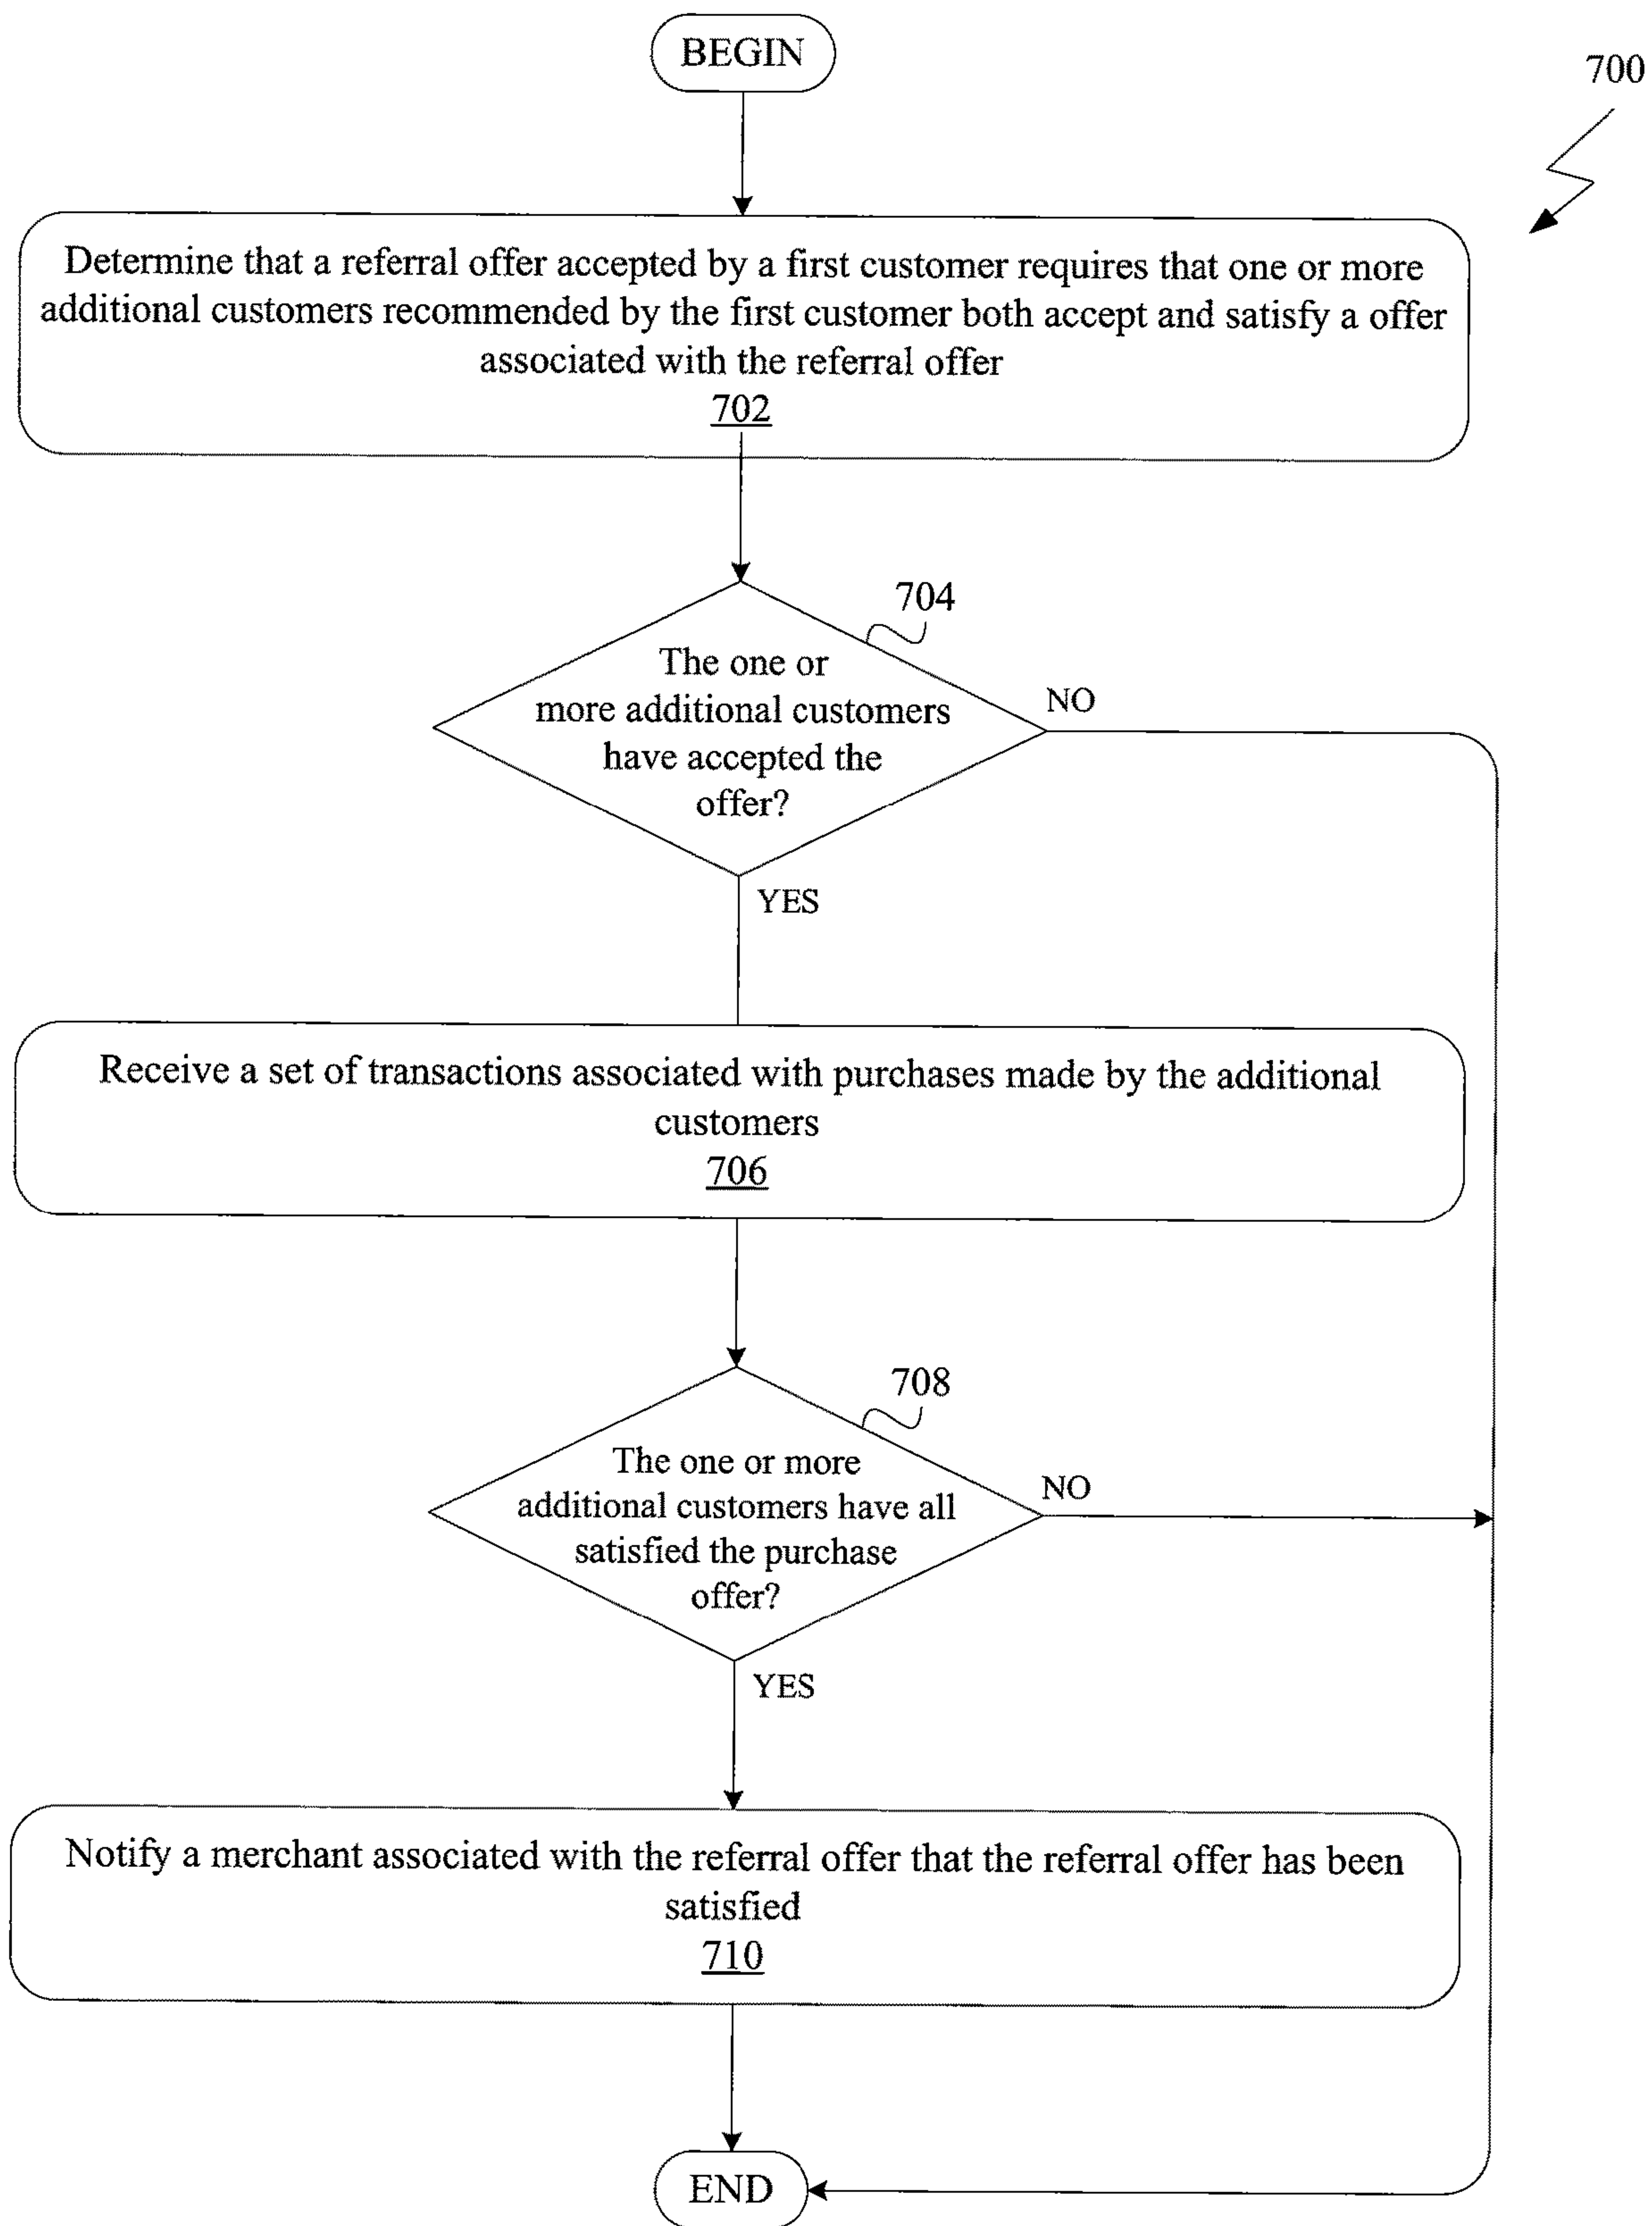 BEGIN
700
Determine that a referral offer accepted by a first customer requires that one or more
additional customers recommended by the first customer both accept and satisfy a offer
associated with the referral offer
702
704
The one or
more additional customers
have accepted the
offer?
NO
YES
Receive a set of transactions associated with purchases made by the additional
customers
706
708
The one or more
additional customers have all
satisfied the purchase
offer?
NO
YES
Notify a merchant associated with the referral offer that the referral offer has been
satisfied
710
END